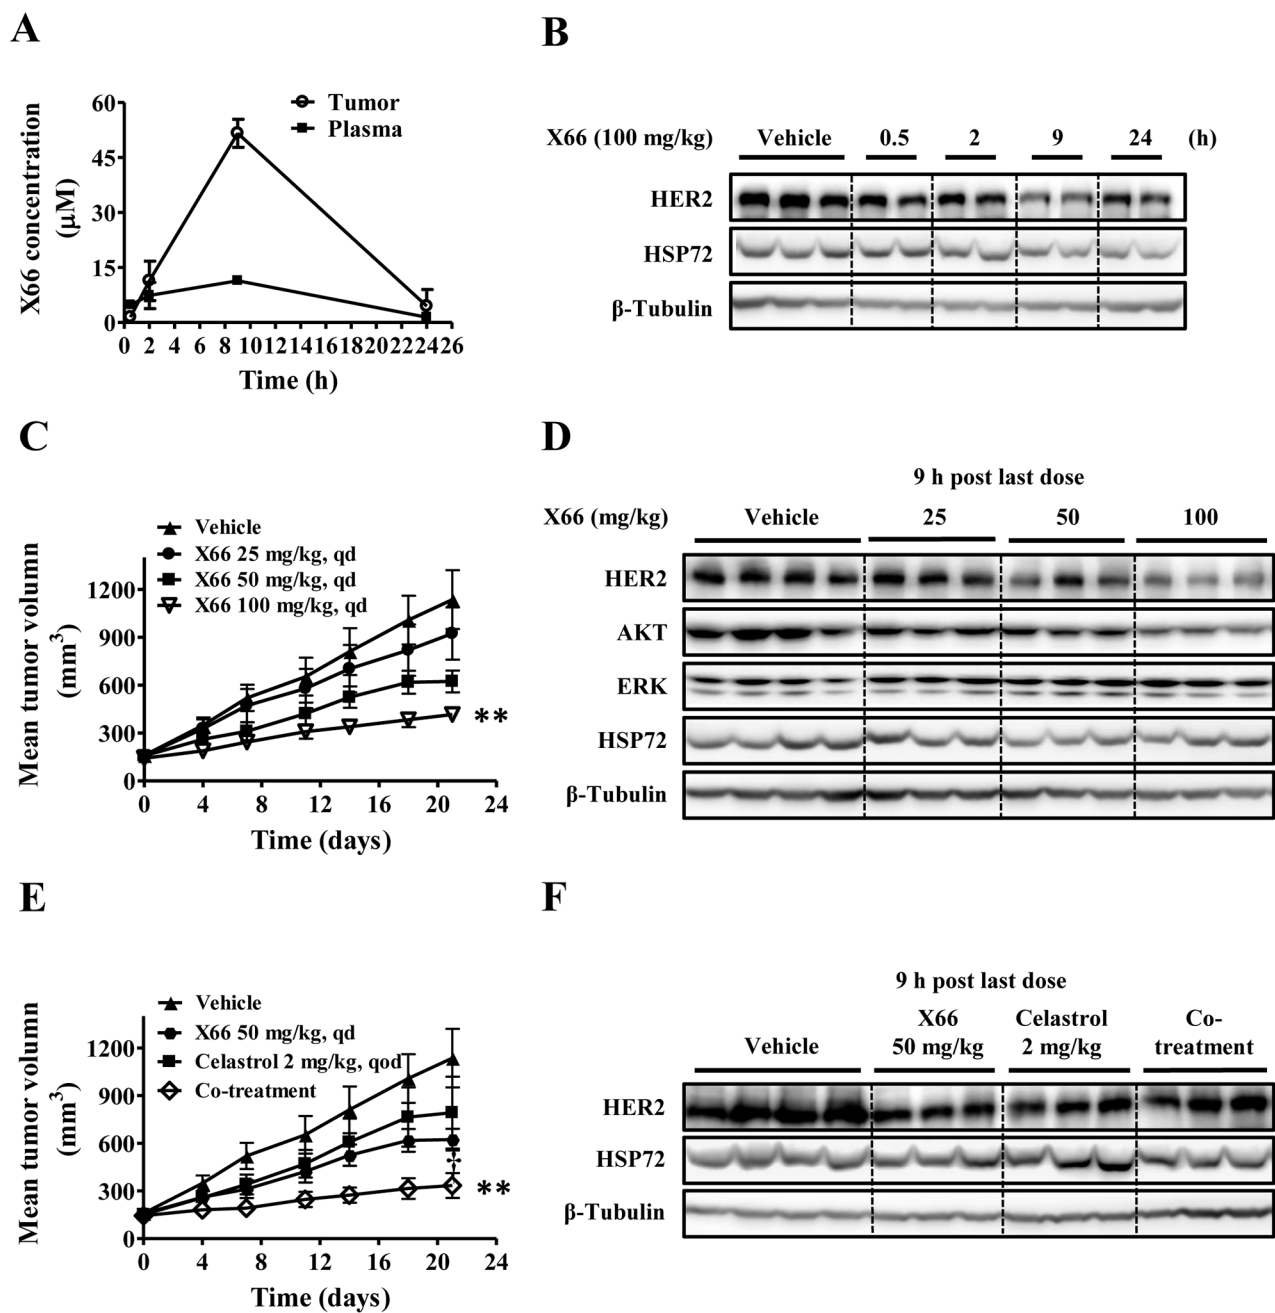 A
X66 concentration
(µM)
60
45
30
15
0
Tumor
Plasma
0 2 4 6 8 10 12 14 16 18 20 22 24 26
Time (h)
B
X66 (100 mg/kg) Vehicle 0.5 2 9 24 (h)
HER2
HSP72
β-Tubulin
C
Mean tumor volumn
(mm3)
Vehicle
X66 25 mg/kg, qd
X66 50 mg/kg, qd
X66 100 mg/kg, qd
1200
900
600
300
0
**
0 4 8 12 16 20 24
Time (days)
D
9 h post last dose
X66 (mg/kg) Vehicle 25 50 100
HER2
AKT
ERK
HSP72
β-Tubulin
E
Mean tumor volumn
(mm3)
Vehicle
X66 50 mg/kg, qd
Celastrol 2 mg/kg, qod
Co-treatment
1200
900
600
300
0
‡
**
0 4 8 12 16 20 24
Time (days)
F
9 h post last dose
Vehicle
X66
50 mg/kg
Celastrol
2 mg/kg
Co-
treatment
HER2
HSP72
β-Tubulin